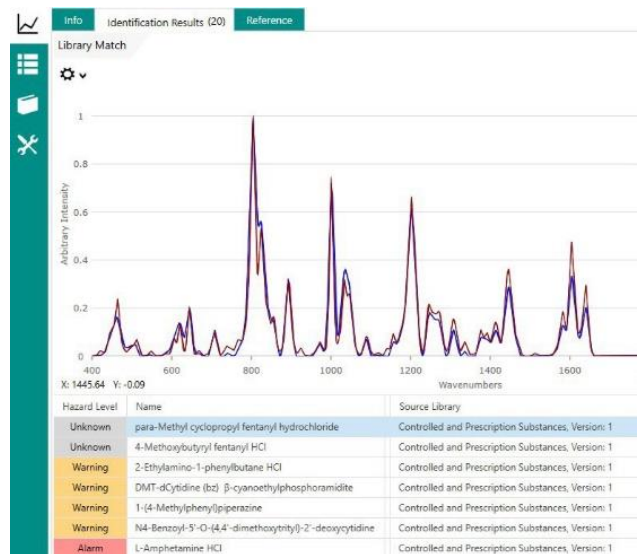 Info Identification Results (20) Reference
Library Match
1
0.8
0.6
0.4
0.2
0
Arbitrary Intensity
400 600 800 1000 1200 1400 1600
X: 1445.64 Y: -0.09
Wavenumbers
Hazard Level Name Source Library
Unknown para-Methyl cyclopropyl fentanyl hydrochloride Controlled and Prescription Substances, Version: 1
Unknown 4-Methoxybutyryl fentanyl HCl Controlled and Prescription Substances, Version: 1
Warning 2-Ethylamino-1-phenylbutane HCl Controlled and Prescription Substances, Version: 1
Warning DMT-dCytidine (bz) β-cyanoethylphosphoramidite Controlled and Prescription Substances, Version: 1
Warning 1-(4-Methylphenyl)piperazine Controlled and Prescription Substances, Version: 1
Warning N4-Benzoyl-5'-O-(4,4'-dimethoxytrityl)-2'-deoxycytidine Controlled and Prescription Substances, Version: 1
Alarm L-Amphetamine HCl Controlled and Prescription Substances, Version: 1